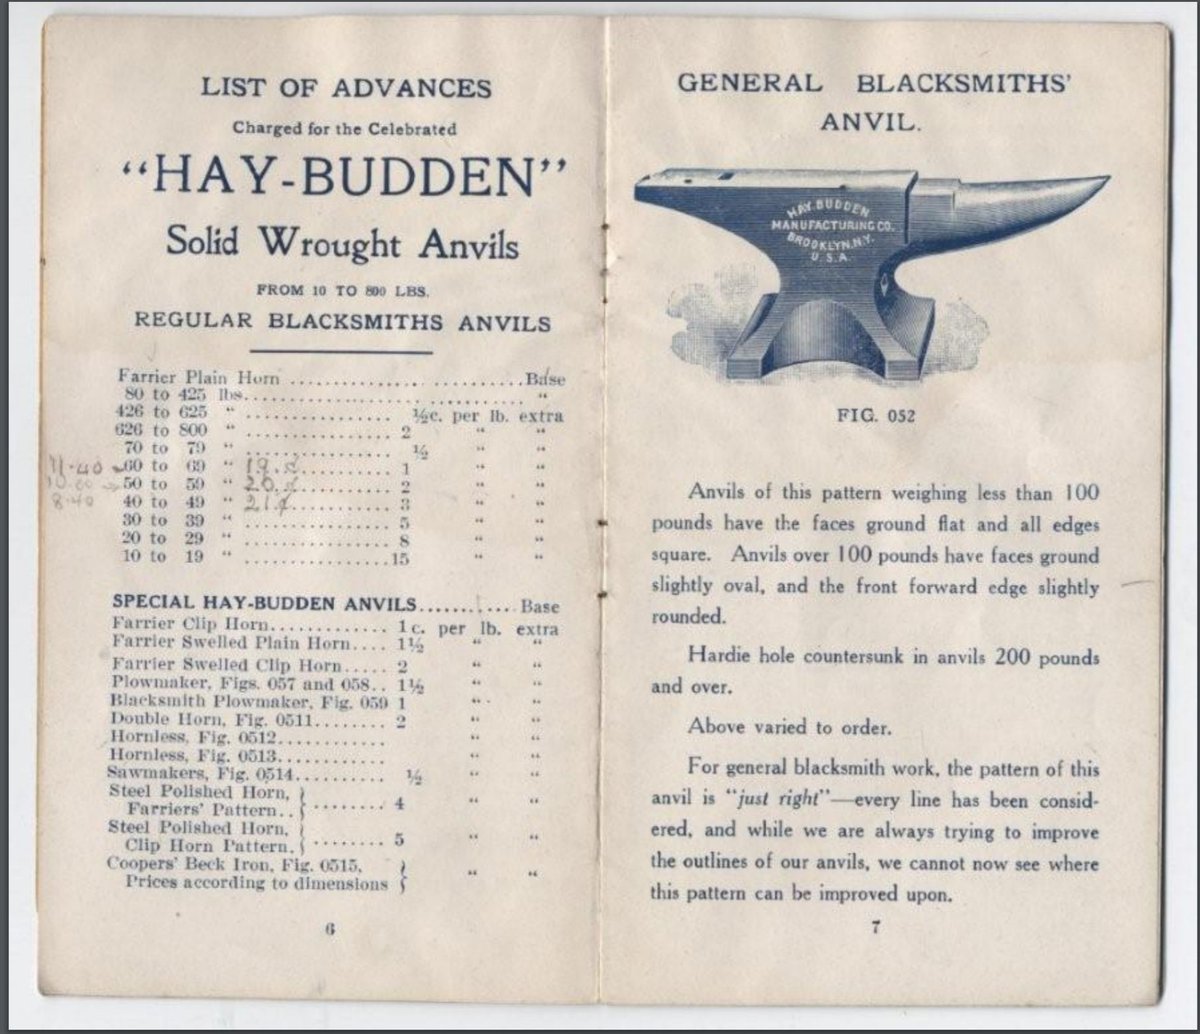 LIST OF ADVANCES
Charged for the Celebrated
"HAY-BUDDEN"
Solid Wrought Anvils
FROM 10 TO 800 LBS.
REGULAR BLACKSMITHS ANVILS
Farrier Plain Horn ........................ Base
80 to 425 lbs. ........................ "
426 to 625 " ................ ½c. per lb. extra
626 to 800 " ................ 2 " "
70 to 79 " ................ ½ " "
11.40 60 to 69 " 19. ................ 1 " "
50 to 59 " 20 ................ 2 " "
8.40 40 to 49 " 21 ................ 3 " "
30 to 39 " ................ 5 " "
20 to 29 " ................ 8 " "
10 to 19 " ................ 15 " "
SPECIAL HAY-BUDDEN ANVILS............ Base
Farrier Clip Horn............. 1c. per lb. extra
Farrier Swelled Plain Horn.... 1½ " "
Farrier Swelled Clip Horn..... 2 " "
Plowmaker, Figs. 057 and 058.. 1½ " "
Blacksmith Plowmaker, Fig. 059 1 " "
Double Horn, Fig. 0511........ 2 " "
Hornless, Fig. 0512............ " "
Hornless, Fig. 0513............ " "
Sawmakers, Fig. 0514.......... ½ " "
Steel Polished Horn,
Farriers' Pattern.. } ........ 4 " "
Steel Polished Horn,
Clip Horn Pattern. { ........ 5 " "
Coopers' Beck Iron, Fig. 0515,
Prices according to dimensions } " "
6
GENERAL BLACKSMITHS'
ANVIL.
HAY-BUDDEN
MANUFACTURING CO.
BROOKLYN, N.Y.
U.S.A.
FIG. 052
Anvils of this pattern weighing less than 100
pounds have the faces ground flat and all edges
square. Anvils over 100 pounds have faces ground
slightly oval, and the front forward edge slightly
rounded.
Hardie hole countersunk in anvils 200 pounds
and over.
Above varied to order.
For general blacksmith work, the pattern of this
anvil is "just right"—every line has been consid-
ered, and while we are always trying to improve
the outlines of our anvils, we cannot now see where
this pattern can be improved upon.
7